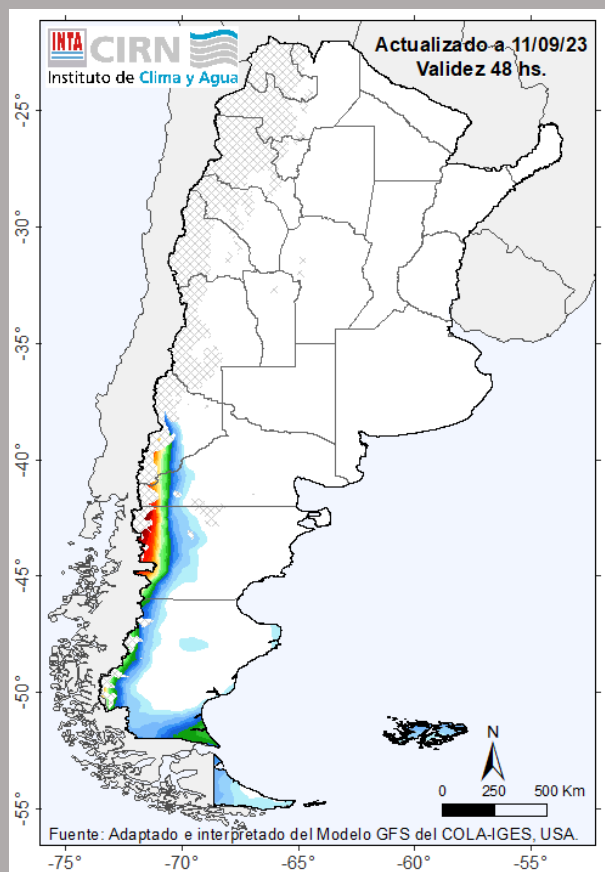 INTA CIRN
Instituto de Clima y Agua
Actualizado a 11/09/23
Validez 48 hs.
-25°
-30°
-35°
-40°
-45°
-50°
-55°
N
0 250 500 Km
Fuente: Adaptado e interpretado del Modelo GFS del COLA-IGES, USA.
-75° -70° -65° -60° -55°